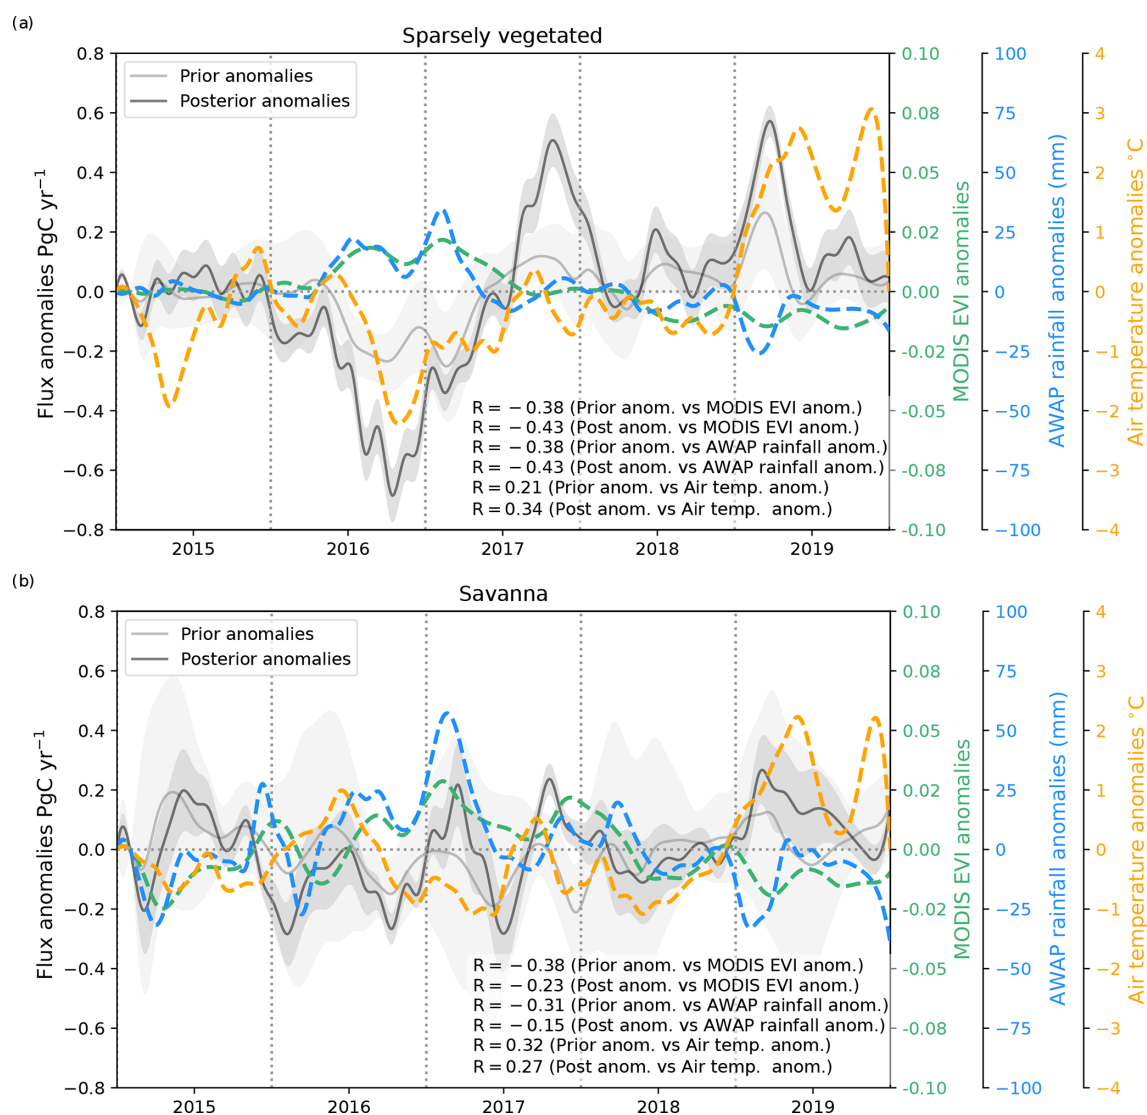 (a)
Sparsely vegetated
Prior anomalies
Posterior anomalies
Flux anomalies PgC yr⁻¹
0.8
0.6
0.4
0.2
0.0
−0.2
−0.4
−0.6
−0.8
2015
2016
2017
2018
2019
R = −0.38 (Prior anom. vs MODIS EVI anom.)
R = −0.43 (Post anom. vs MODIS EVI anom.)
R = −0.38 (Prior anom. vs AWAP rainfall anom.)
R = −0.43 (Post anom. vs AWAP rainfall anom.)
R = 0.21 (Prior anom. vs Air temp. anom.)
R = 0.34 (Post anom. vs Air temp. anom.)
0.10
0.08
0.05
0.02
0.00
-0.02
-0.05
-0.08
-0.10
MODIS EVI anomalies
100
75
50
25
0
−25
−50
−75
−100
AWAP rainfall anomalies (mm)
4
3
2
1
0
−1
−2
−3
−4
Air temperature anomalies °C
(b)
Savanna
Prior anomalies
Posterior anomalies
Flux anomalies PgC yr⁻¹
0.8
0.6
0.4
0.2
0.0
−0.2
−0.4
−0.6
−0.8
2015
2016
2017
2018
2019
R = −0.38 (Prior anom. vs MODIS EVI anom.)
R = −0.23 (Post anom. vs MODIS EVI anom.)
R = −0.31 (Prior anom. vs AWAP rainfall anom.)
R = −0.15 (Post anom. vs AWAP rainfall anom.)
R = 0.32 (Prior anom. vs Air temp. anom.)
R = 0.27 (Post anom. vs Air temp. anom.)
0.10
0.08
0.05
0.02
0.00
-0.02
-0.05
-0.08
-0.10
MODIS EVI anomalies
100
75
50
25
0
−25
−50
−75
−100
AWAP rainfall anomalies (mm)
4
3
2
1
0
−1
−2
−3
−4
Air temperature anomalies °C